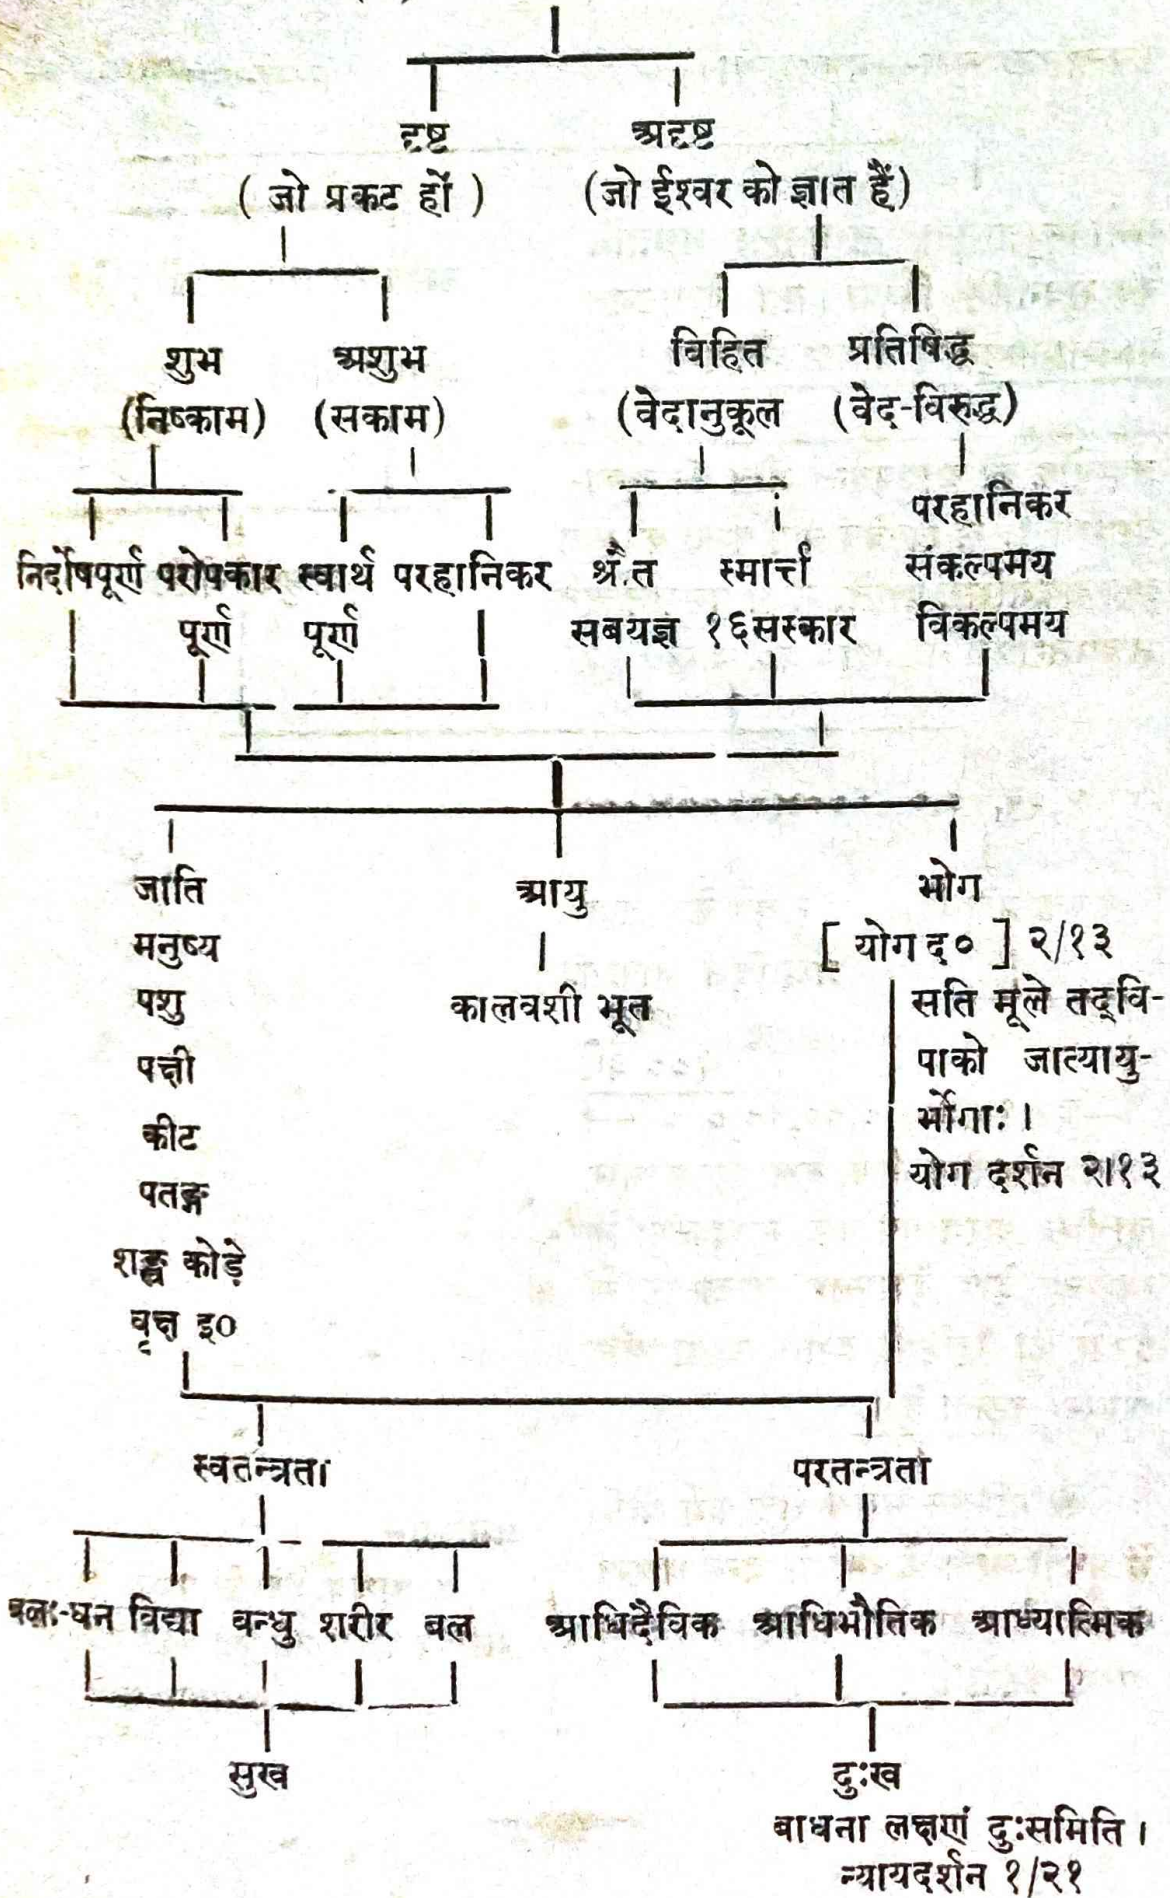 दृष्ट अदृष्ट
( जो प्रकट हों ) (जो ईश्वर को ज्ञात हैं)
शुभ अशुभ विहित प्रतिषिद्ध
(निष्काम) (सकाम) (वेदानुकूल (वेद-विरुद्ध)
परहानिकर
निर्दोषपूर्ण परोपकार स्वार्थ परहानिकर श्रौ.त स्मार्त्त संकल्पमय
पूर्ण पूर्ण सबयज्ञ १६सस्कार विकल्पमय
जाति आयु भोग
मनुष्य [ योग द० ] २/१३
पशु कालवशी भूत सति मूले तद्वि-
पक्षी पाको जात्यायु-
कीट र्भोगाः ।
पतङ्ग योग दर्शन २।१३
शङ्ख कोड़े
वृक्ष इ०
स्वतन्त्रता परतन्त्रता
धन विद्या बन्धु शरीर बल आधिदैविक आधिभौतिक आध्यात्मिक
सुख दुःख
बाधना लक्षणं दुःसमिति ।
न्यायदर्शन १/२१